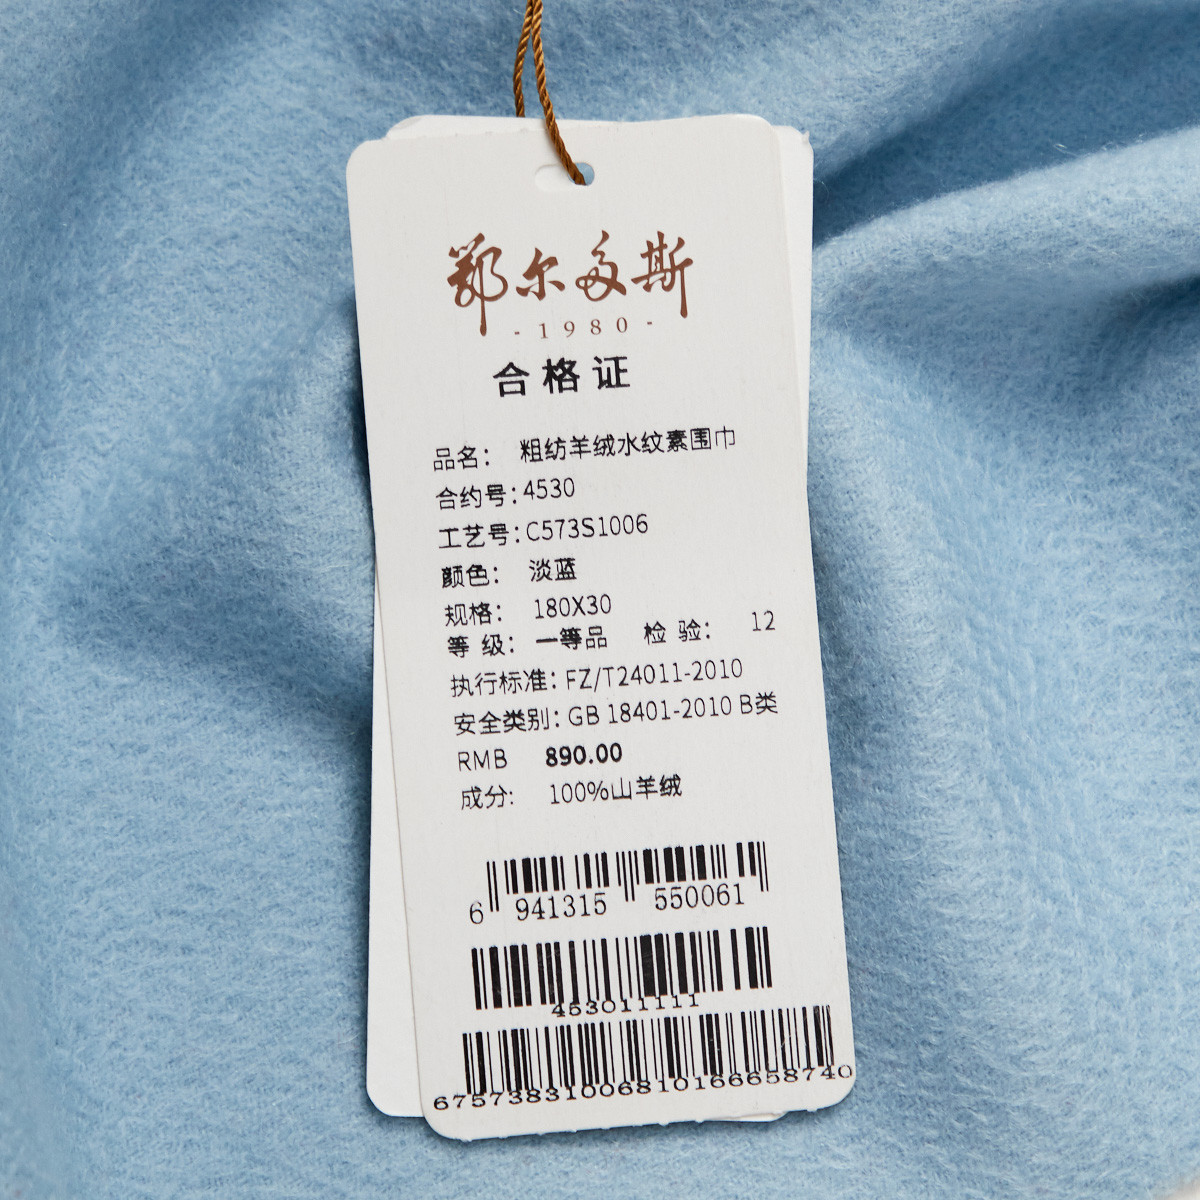 鄂尔多斯
-1980-
合格证
品名： 粗纺羊绒水纹素围巾
合约号：4530
工艺号：C573S1006
颜色： 淡蓝
规格： 180X30
等 级： 一等品 检 验： 12
执行标准：FZ/T24011-2010
安全类别：GB 18401-2010 B类
RMB 890.00
成分: 100%山羊绒
6 941315 550061
453011111
675738310068101666587​40